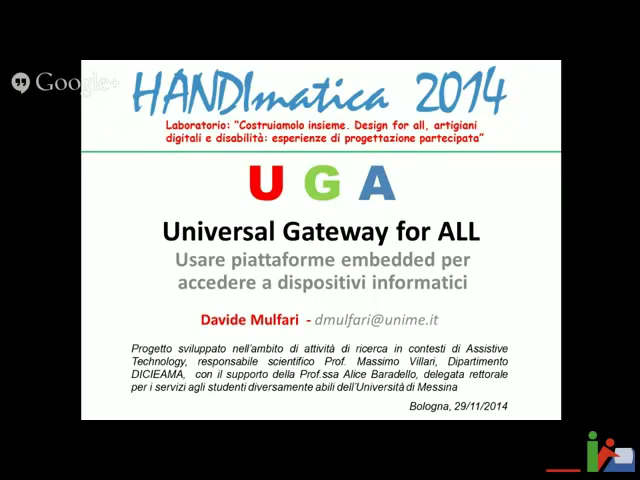 Google+
HANDImatica 2014
Laboratorio: “Costruiamolo insieme. Design for all, artigiani
digitali e disabilità: esperienze di progettazione partecipata”
U G A
Universal Gateway for ALL
Usare piattaforme embedded per
accedere a dispositivi informatici
Davide Mulfari - dmulfari@unime.it
Progetto sviluppato nell’ambito di attività di ricerca in contesti di Assistive
Technology, responsabile scientifico Prof. Massimo Villari, Dipartimento
DICIEAMA, con il supporto della Prof.ssa Alice Baradello, delegata rettorale
per i servizi agli studenti diversamente abili dell’Università di Messina
Bologna, 29/11/2014